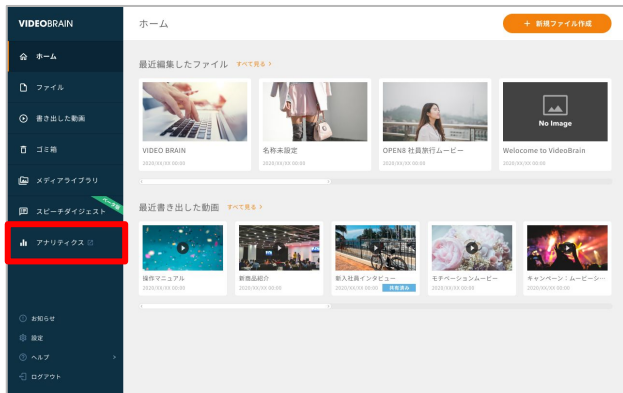 VIDEOBRAIN
ホーム
ファイル
書き出した動画
ゴミ箱
メディアライブラリ
スピーチダイジェスト
ベータ版
アナリティクス
お知らせ
設定
ヘルプ
ログアウト
ホーム
+ 新規ファイル作成
最近編集したファイル すべて見る >
No Image
VIDEO BRAIN
名称未設定
OPEN8 社員旅行ムービー
Welocome to VideoBrain
2020/XX/XX 00:00
2020/XX/XX 00:00
2020/XX/XX 00:00
2020/XX/XX 00:00
最近書き出した動画 すべて見る >
操作マニュアル
新商品紹介
新入社員インタビュー
モチベーションムービー
キャンペーン：ムービーシ…
2020/XX/XX 00:00
2020/XX/XX 00:00
2020/XX/XX 00:00 共有済み
2020/XX/XX 00:00
2020/XX/XX 00:00